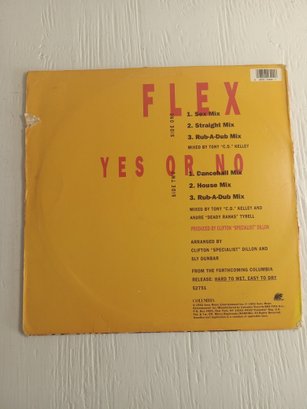 FLEX
SIDE ONE
1. Sex Mix
2. Straight Mix
3. Rub-A-Dub Mix
MIXED BY TONY "C.D." KELLEY
YES OR NO
SIDE TWO
1. Dancehall Mix
2. House Mix
3. Rub-A-Dub Mix
MIXED BY TONY "C.D." KELLEY AND
ANDRE "DEADY RANKS" TYRELL
PRODUCED BY CLIFTON "SPECIALIST" DILLON
ARRANGED BY
CLIFTON "SPECIALIST" DILLON AND
SLY DUNBAR
FROM THE FORTHCOMING COLUMBIA
RELEASE: HARD TO WET, EASY TO DRY
52751
COLUMBIA